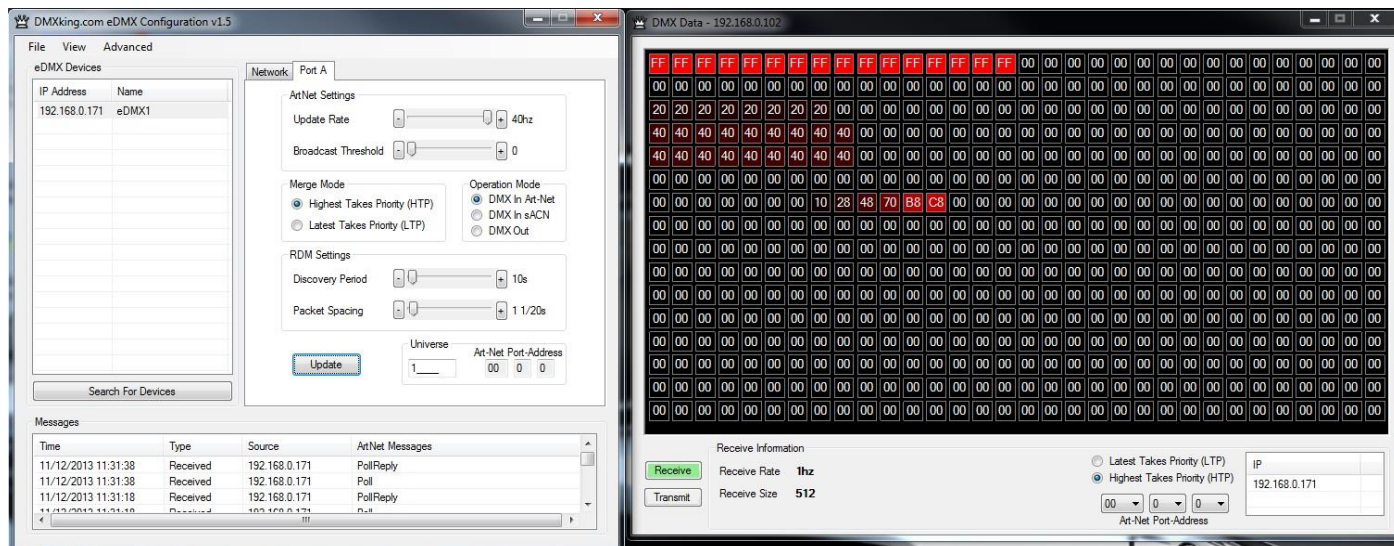 DMXking.com eDMX Configuration v1.5
File View Advanced
eDMX Devices
IP Address Name
192.168.0.171 eDMX1
Search For Devices
Network Port A
ArtNet Settings
Update Rate - + 40hz
Broadcast Threshold - + 0
Merge Mode
Highest Takes Priority (HTP)
Latest Takes Priority (LTP)
Operation Mode
DMX In Art-Net
DMX In sACN
DMX Out
RDM Settings
Discovery Period - + 10s
Packet Spacing - + 1 1/20s
Update
Universe
1____
Art-Net Port-Address
00 0 0
Messages
Time Type Source ArtNet Messages
11/12/2013 11:31:38 Received 192.168.0.171 PollReply
11/12/2013 11:31:38 Received 192.168.0.171 Poll
11/12/2013 11:31:18 Received 192.168.0.171 PollReply
DMX Data - 192.168.0.102
FF FF FF FF FF FF FF FF FF FF FF FF FF FF FF FF 00 00 00 00 00 00 00 00 00 00 00 00 00 00 00 00
00 00 00 00 00 00 00 00 00 00 00 00 00 00 00 00 00 00 00 00 00 00 00 00 00 00 00 00 00 00 00 00
20 20 20 20 20 20 20 20 00 00 00 00 00 00 00 00 00 00 00 00 00 00 00 00 00 00 00 00 00 00 00 00
40 40 40 40 40 40 40 40 40 00 00 00 00 00 00 00 00 00 00 00 00 00 00 00 00 00 00 00 00 00 00 00
40 40 40 40 40 40 40 40 40 00 00 00 00 00 00 00 00 00 00 00 00 00 00 00 00 00 00 00 00 00 00 00
00 00 00 00 00 00 00 00 00 00 00 00 00 00 00 00 00 00 00 00 00 00 00 00 00 00 00 00 00 00 00 00
00 00 00 00 00 00 00 10 28 48 70 B8 C8 00 00 00 00 00 00 00 00 00 00 00 00 00 00 00 00 00 00 00
00 00 00 00 00 00 00 00 00 00 00 00 00 00 00 00 00 00 00 00 00 00 00 00 00 00 00 00 00 00 00 00
00 00 00 00 00 00 00 00 00 00 00 00 00 00 00 00 00 00 00 00 00 00 00 00 00 00 00 00 00 00 00 00
00 00 00 00 00 00 00 00 00 00 00 00 00 00 00 00 00 00 00 00 00 00 00 00 00 00 00 00 00 00 00 00
00 00 00 00 00 00 00 00 00 00 00 00 00 00 00 00 00 00 00 00 00 00 00 00 00 00 00 00 00 00 00 00
00 00 00 00 00 00 00 00 00 00 00 00 00 00 00 00 00 00 00 00 00 00 00 00 00 00 00 00 00 00 00 00
00 00 00 00 00 00 00 00 00 00 00 00 00 00 00 00 00 00 00 00 00 00 00 00 00 00 00 00 00 00 00 00
00 00 00 00 00 00 00 00 00 00 00 00 00 00 00 00 00 00 00 00 00 00 00 00 00 00 00 00 00 00 00 00
00 00 00 00 00 00 00 00 00 00 00 00 00 00 00 00 00 00 00 00 00 00 00 00 00 00 00 00 00 00 00 00
00 00 00 00 00 00 00 00 00 00 00 00 00 00 00 00 00 00 00 00 00 00 00 00 00 00 00 00 00 00 00 00
Receive
Transmit
Receive Information
Receive Rate 1hz
Receive Size 512
Latest Takes Priority (LTP)
Highest Takes Priority (HTP)
00 0 0
Art-Net Port-Address
IP
192.168.0.171